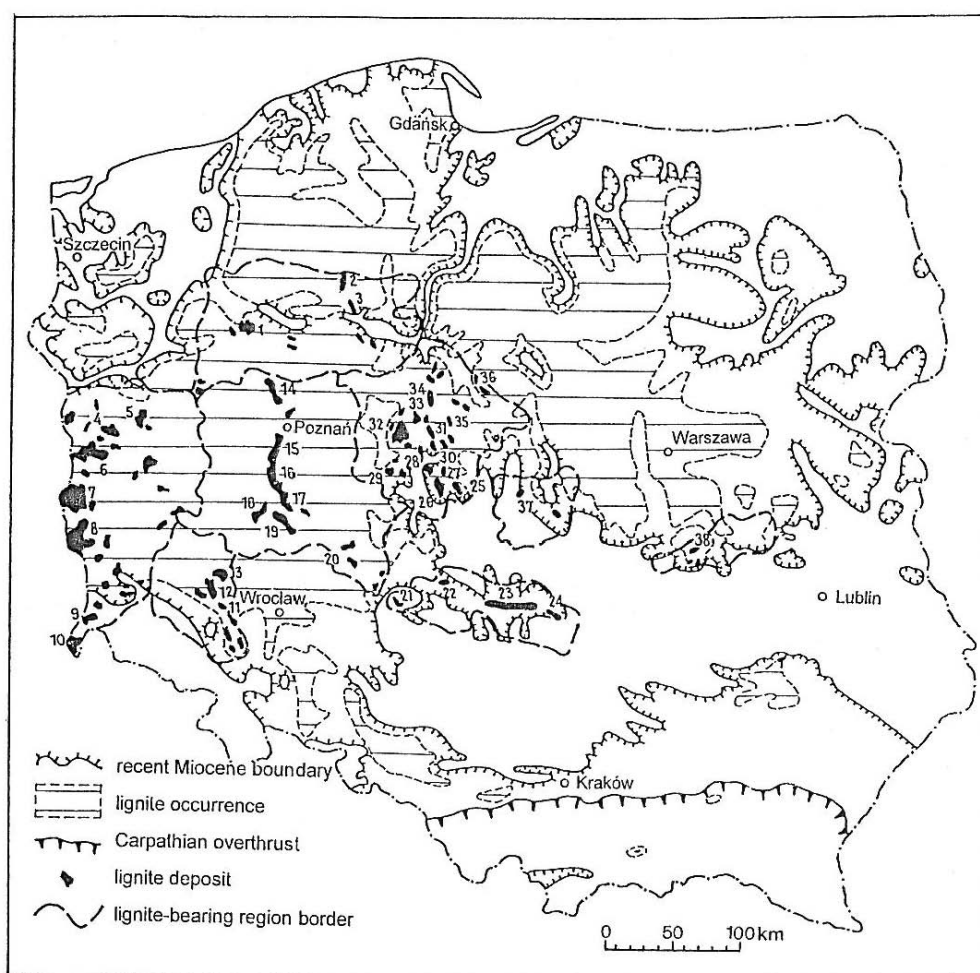 Gdańsk
Szczecin
2
3
1
14
36
34
33
35
4
5
32
Poznań
31
Warszawa
15
6
28
30
29
27
16
25
7
26
17
18
37
19
8
38
20
3
12
Wrocław
11
21
22
23
24
Lublin
9
10
recent Miocene boundary
lignite occurrence
Kraków
Carpathian overthrust
lignite deposit
lignite-bearing region border
0 50 100 km